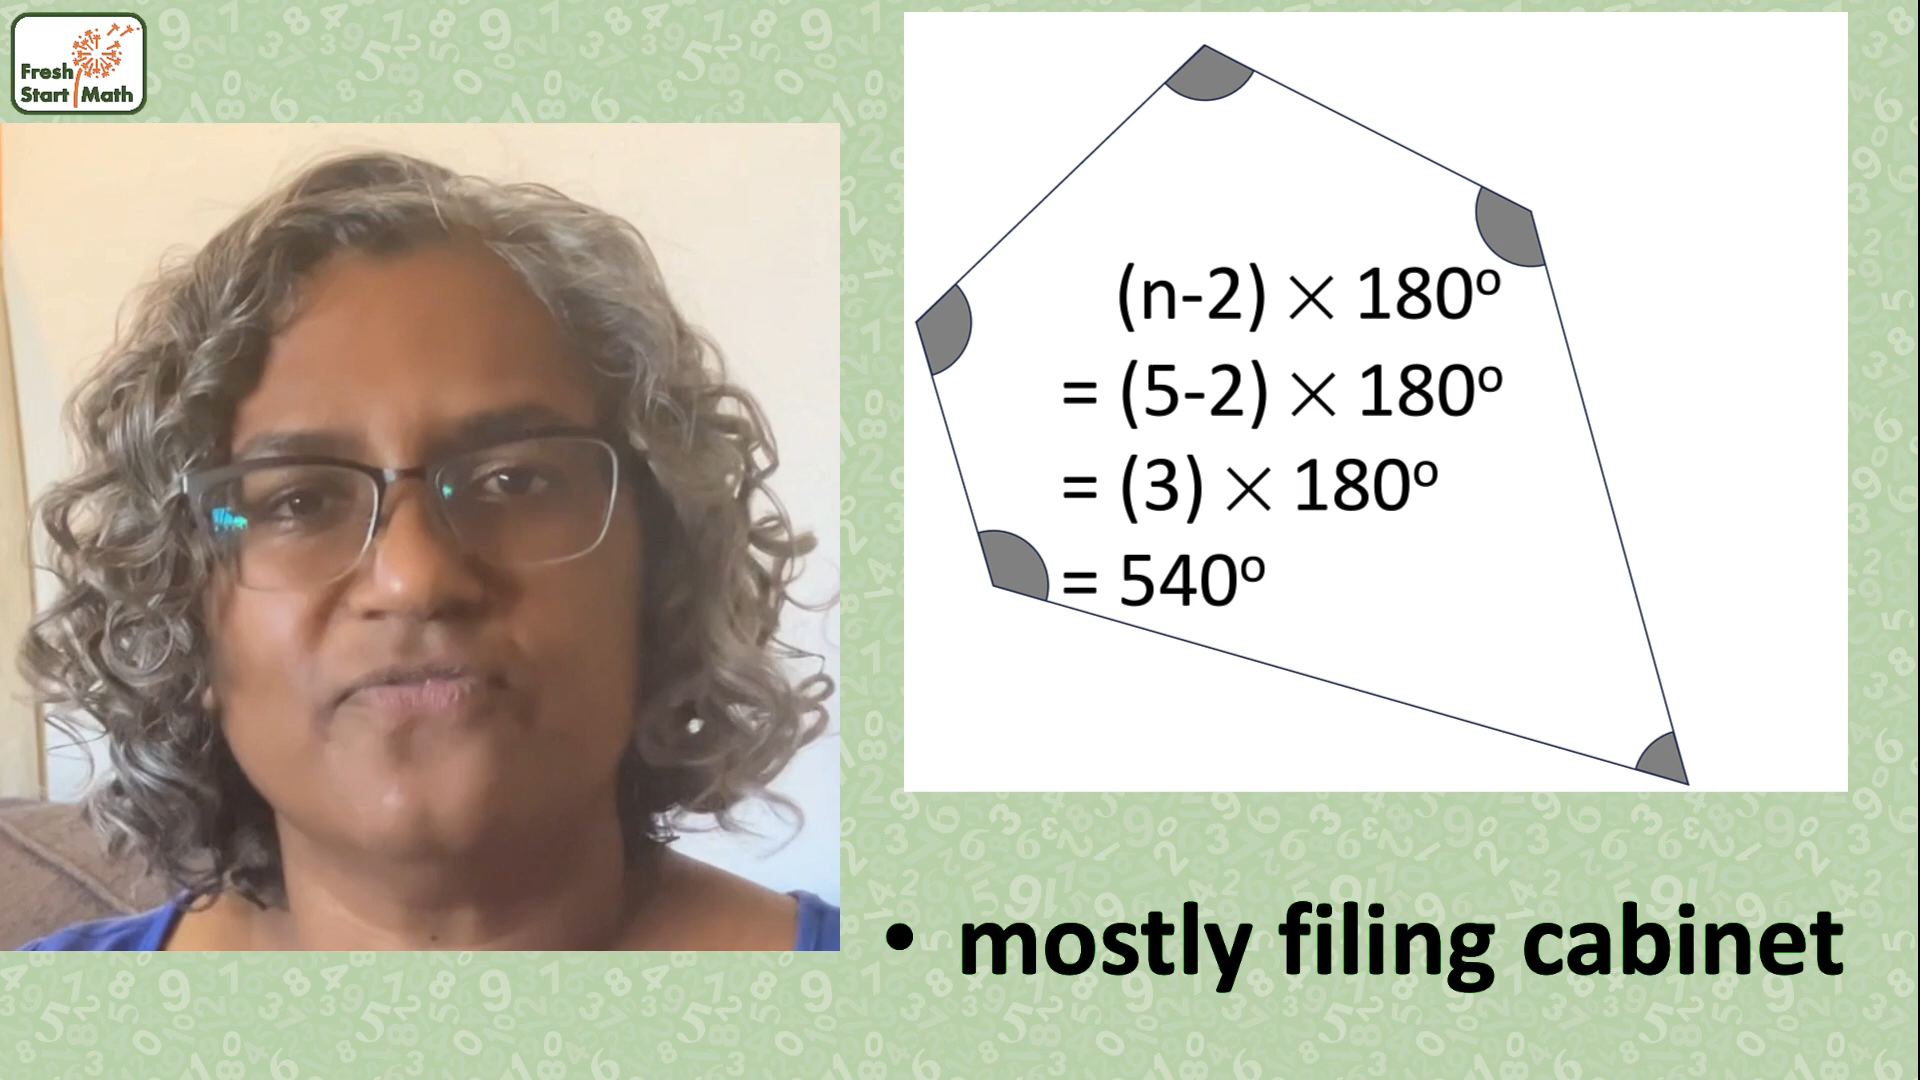 Fresh
Start Math
(n-2) × 180º
= (5-2) × 180º
= (3) × 180º
= 540º
• mostly filing cabinet